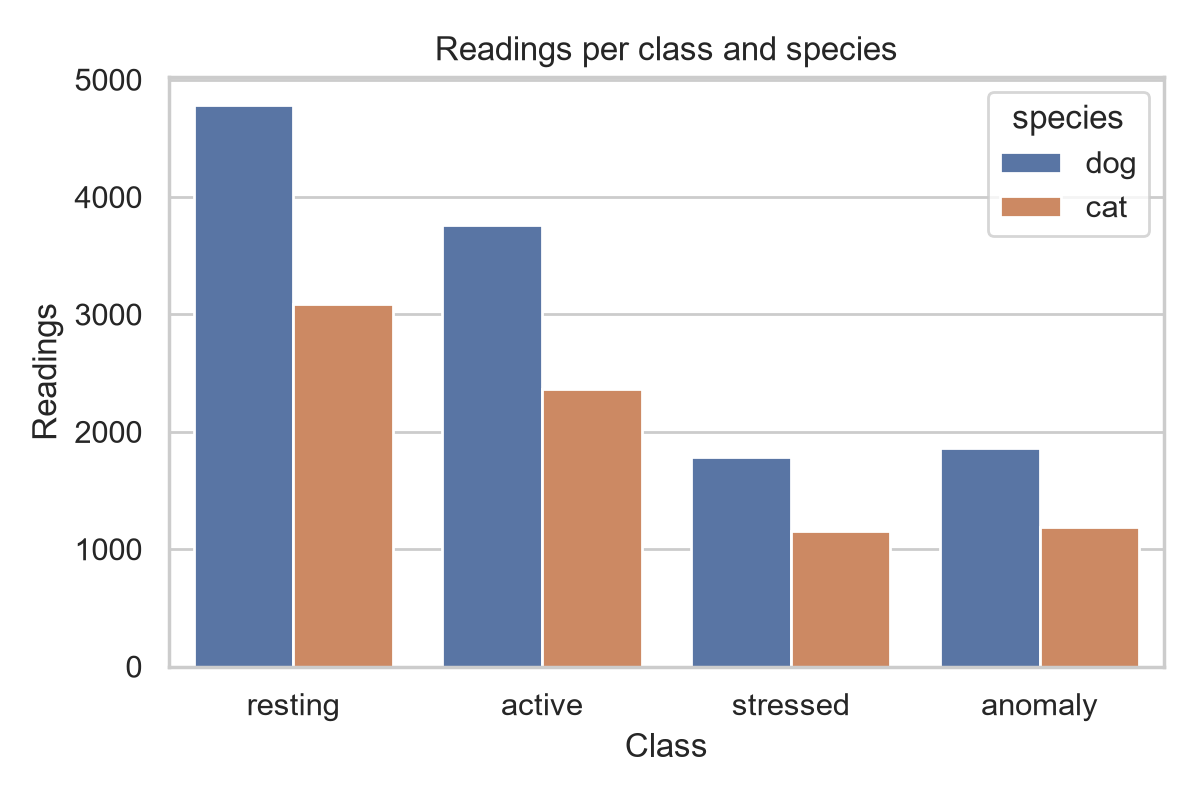 Readings per class and species
5000
4000
3000
2000
1000
0
Readings
species
dog
cat
resting active stressed anomaly
Class